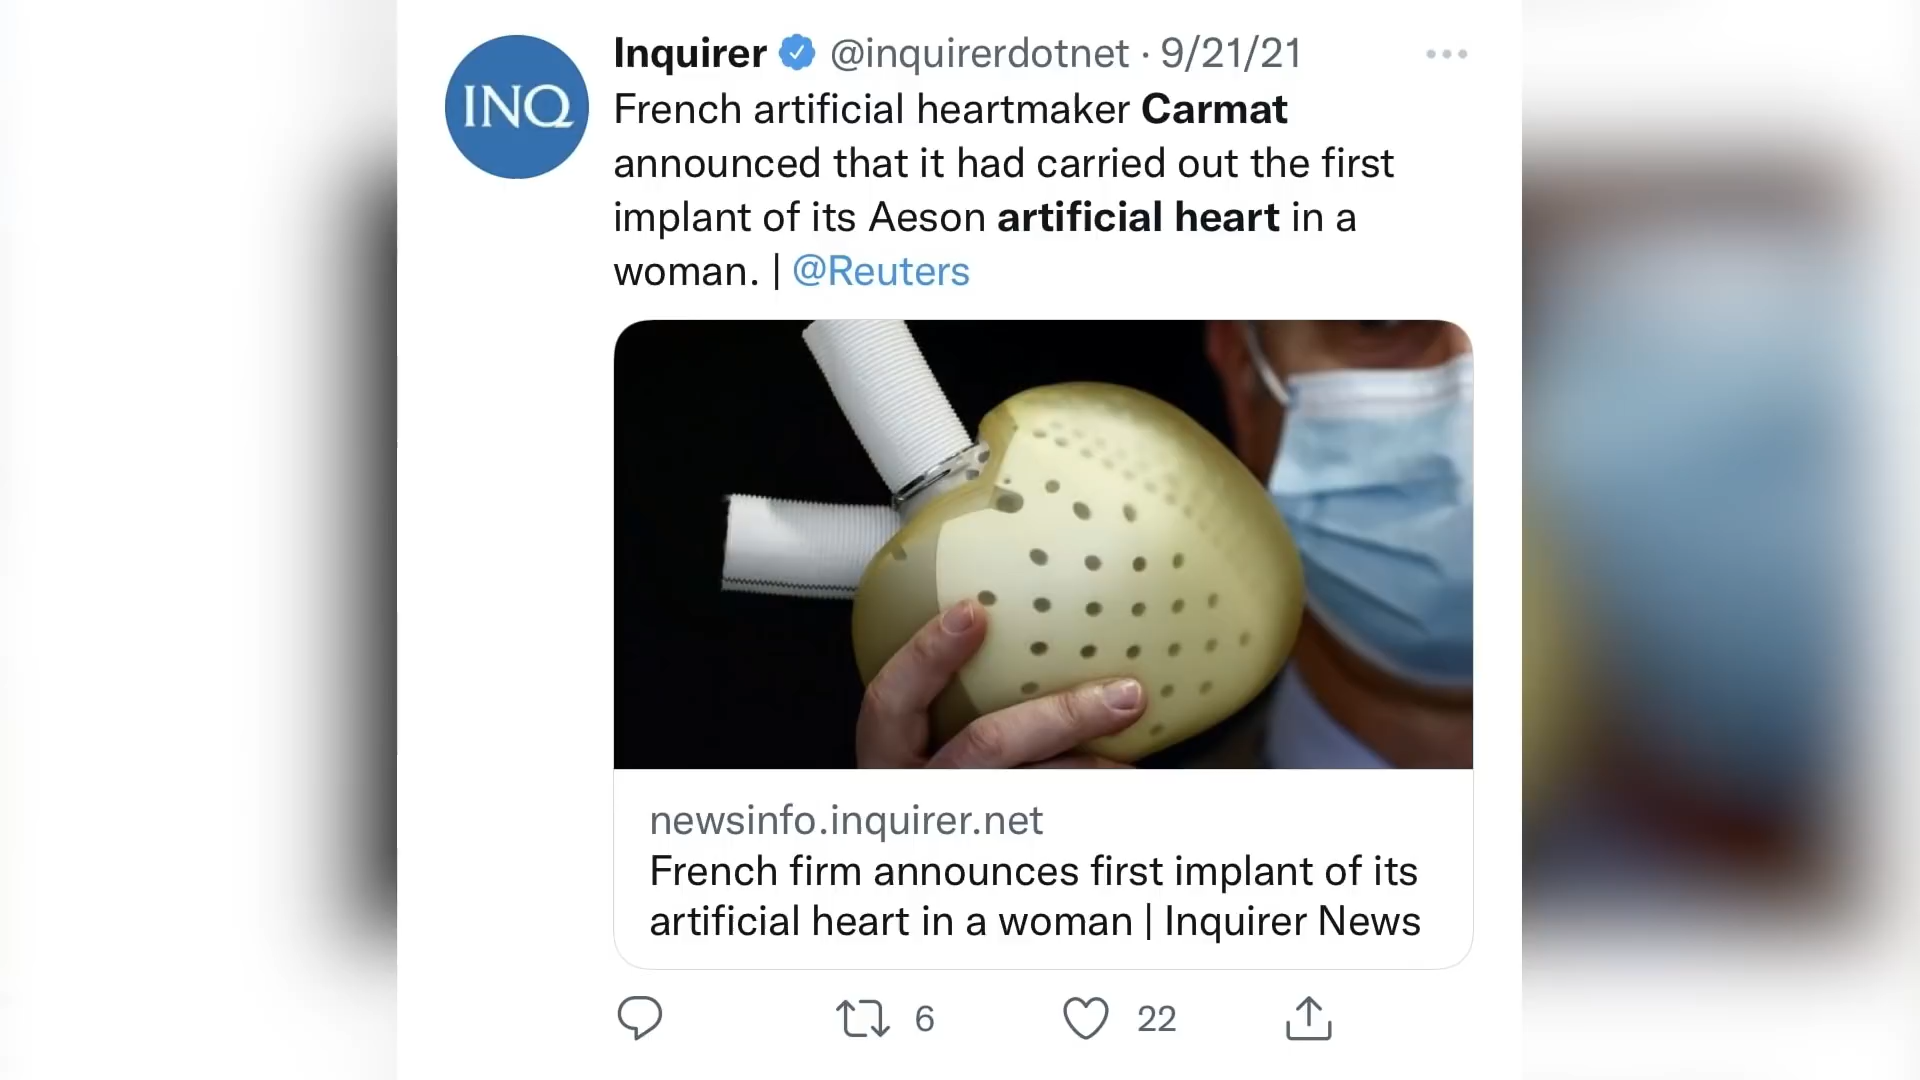 INQ
Inquirer @inquirerdotnet · 9/21/21
French artificial heartmaker Carmat
announced that it had carried out the first
implant of its Aeson artificial heart in a
woman. | @Reuters
newsinfo.inquirer.net
French firm announces first implant of its
artificial heart in a woman | Inquirer News
6
22